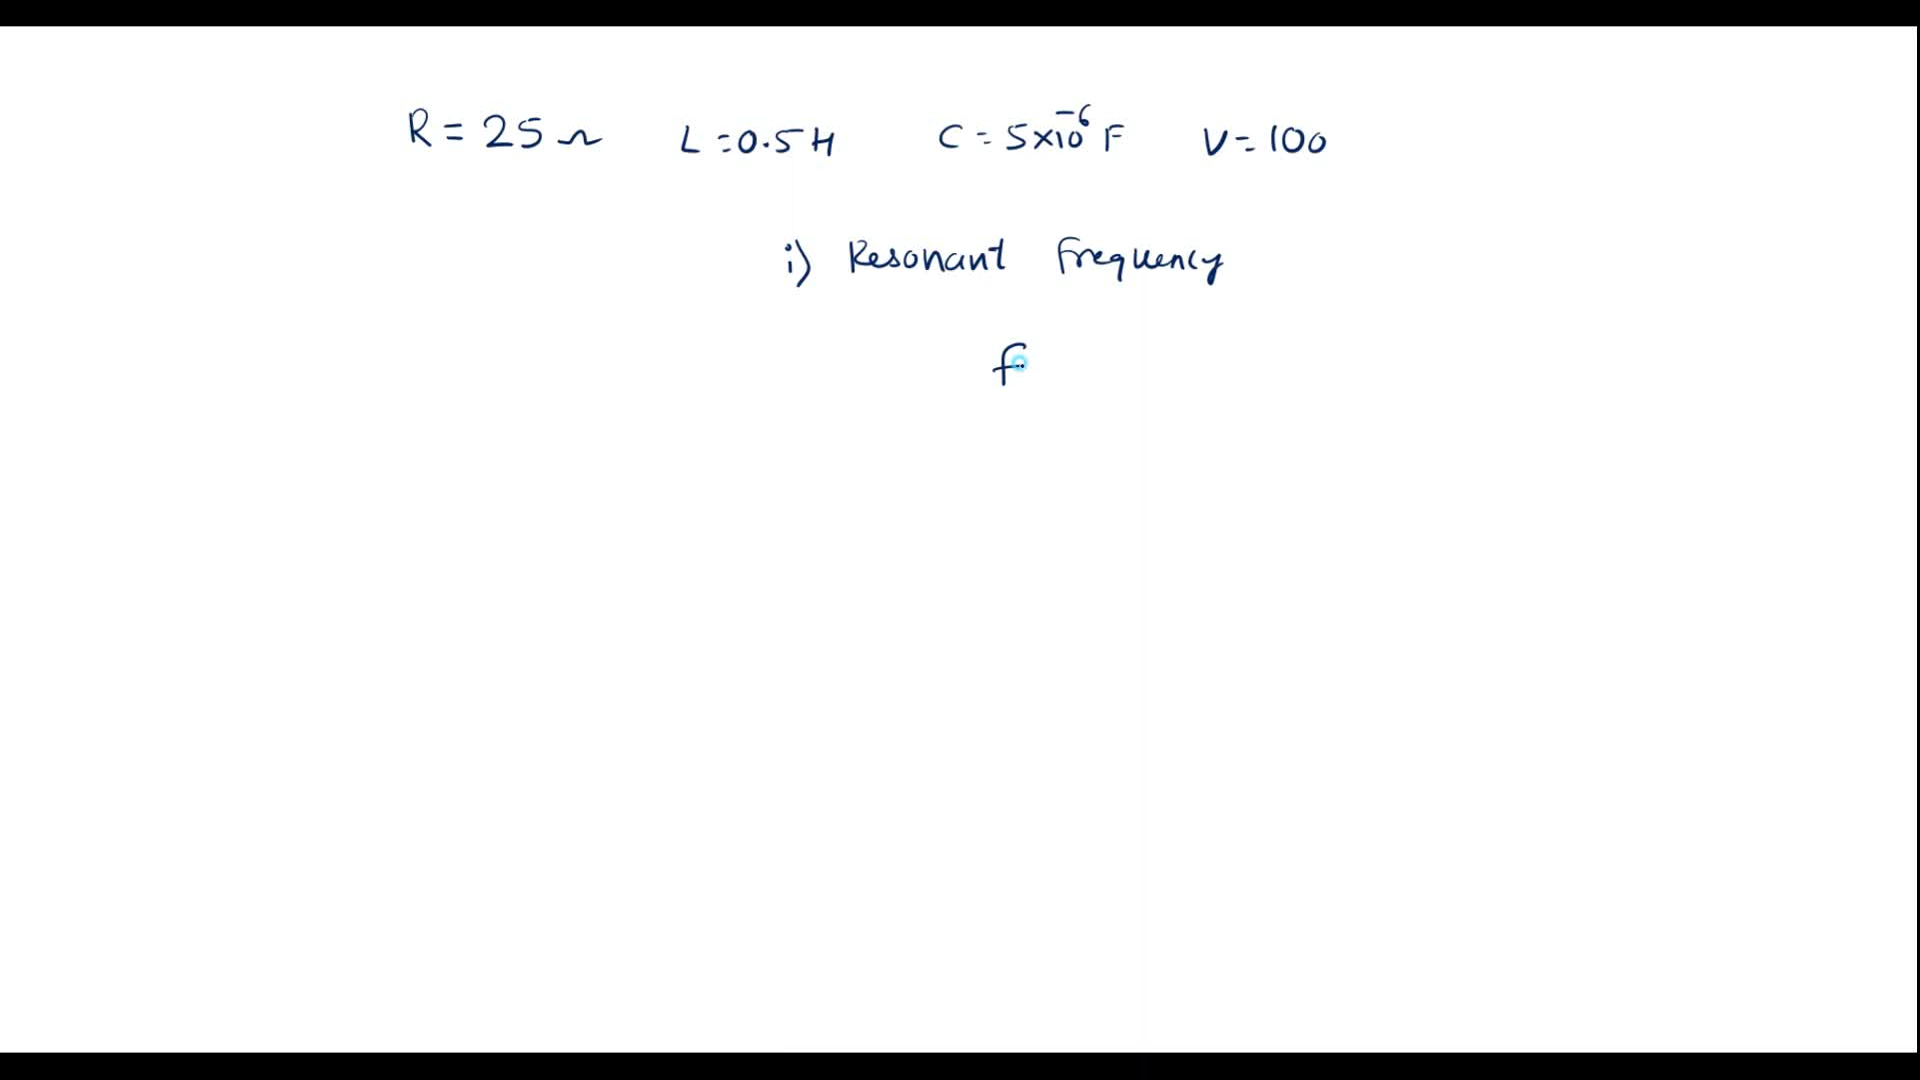 R = 25 Ω L = 0.5 H C = 5×10⁻⁶ F V = 100
i) Resonant Frequency
f